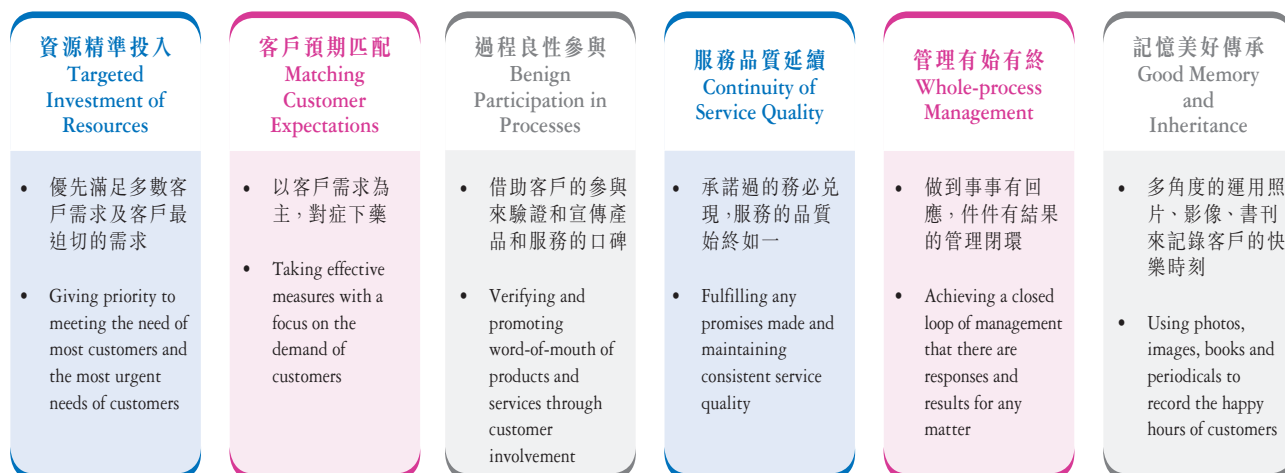 資源精準投入
Targeted
Investment of
Resources
• 優先滿足多數客
戶需求及客戶最
迫切的需求
• Giving priority to
meeting the need of
most customers and
the most urgent
needs of customers
客戶預期匹配
Matching
Customer
Expectations
• 以客戶需求為
主，對症下藥
• Taking effective
measures with a
focus on the
demand of
customers
過程良性參與
Benign
Participation in
Processes
• 借助客戶的參與
來驗證和宣傳產
品和服務的口碑
• Verifying and
promoting
word-of-mouth of
products and
services through
customer
involvement
服務品質延續
Continuity of
Service Quality
• 承諾過的務必兑
現，服務的品質
始終如一
• Fulfilling any
promises made and
maintaining
consistent service
quality
管理有始有終
Whole-process
Management
• 做到事事有回
應，件件有結果
的管理閉環
• Achieving a closed
loop of management
that there are
responses and
results for any
matter
記憶美好傳承
Good Memory
and
Inheritance
• 多角度的運用照
片、影像、書刊
來記錄客戶的快
樂時刻
• Using photos,
images, books and
periodicals to
record the happy
hours of customers